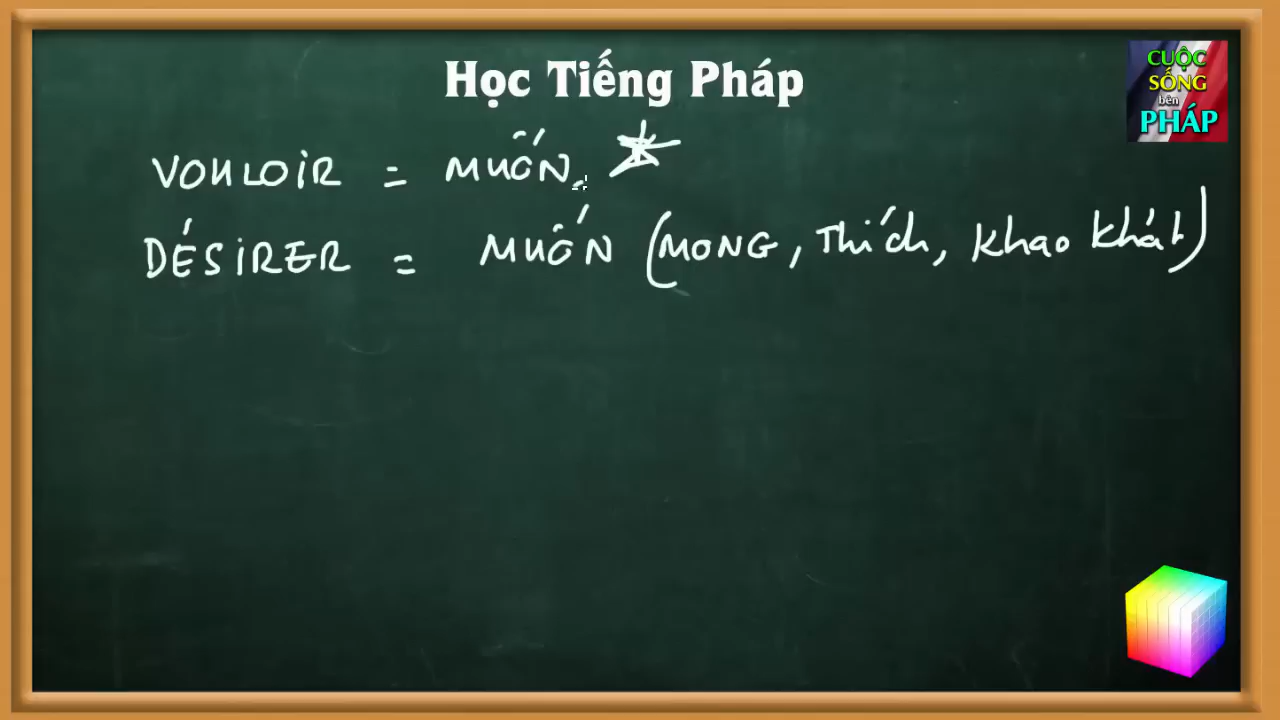 Học Tiếng Pháp
CUỘC
SỐNG
bên
PHÁP
VOULOIR = MUỐN.
DÉSIRER = MUỐN (MONG, Thích, Khao Khát)